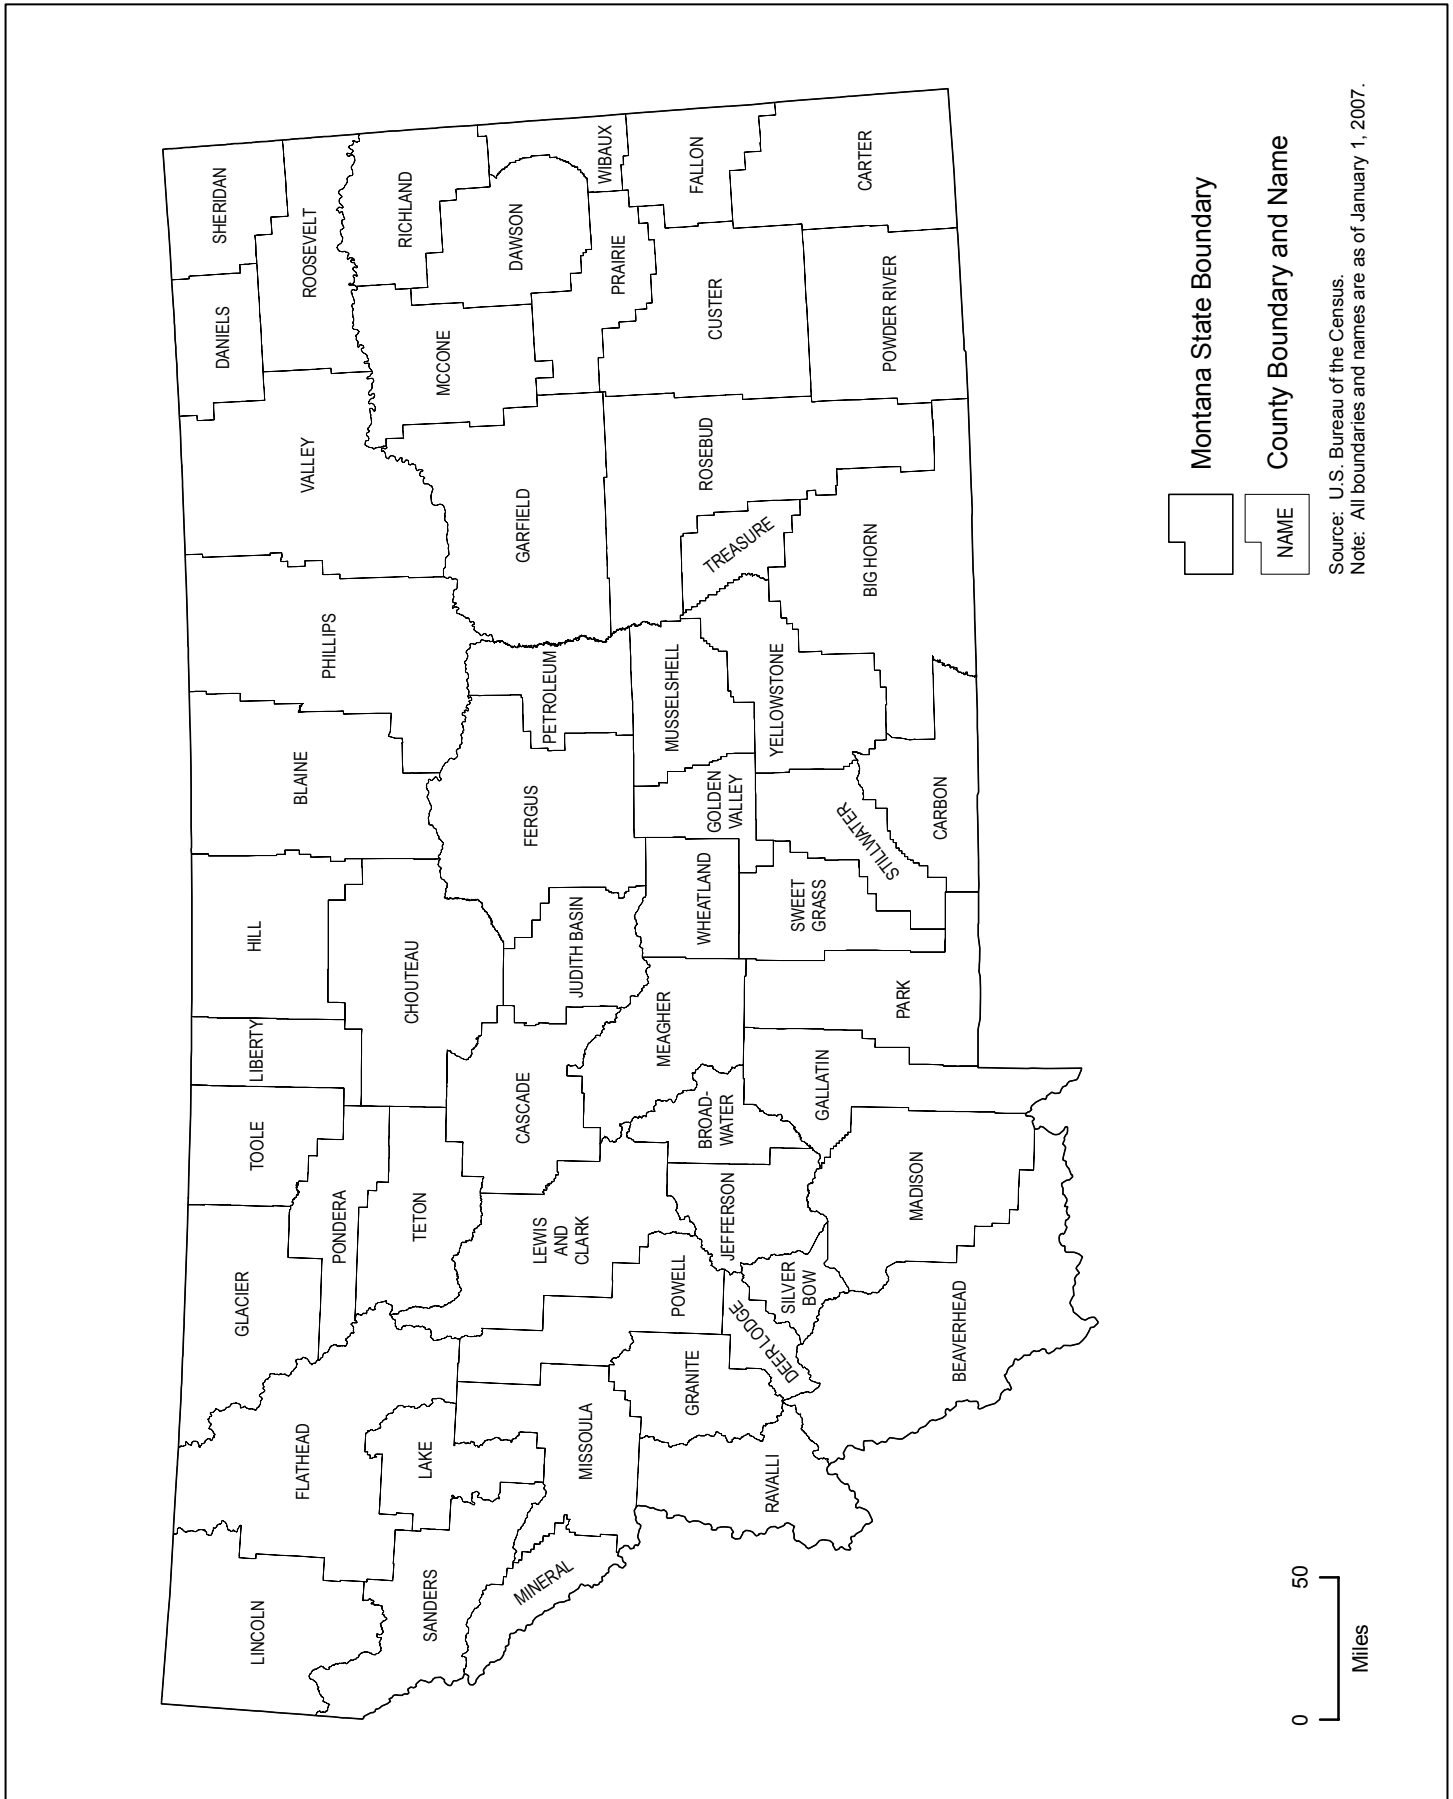 LINCOLN
FLATHEAD
GLACIER
TOOLE
LIBERTY
HILL
BLAINE
PHILLIPS
VALLEY
DANIELS
SHERIDAN
ROOSEVELT
SANDERS
LAKE
PONDERA
TETON
CHOUTEAU
RICHLAND
MCCONE
DAWSON
MINERAL
MISSOULA
LEWIS
AND
CLARK
CASCADE
JUDITH BASIN
FERGUS
PETROLEUM
GARFIELD
PRAIRIE
WIBAUX
POWELL
GRANITE
RAVALLI
DEER LODGE
SILVER
BOW
JEFFERSON
BROAD-
WATER
MEAGHER
WHEATLAND
GOLDEN
VALLEY
MUSSELSHELL
TREASURE
ROSEBUD
CUSTER
FALLON
BEAVERHEAD
MADISON
GALLATIN
PARK
SWEET
GRASS
STILLWATER
YELLOWSTONE
CARBON
BIG HORN
POWDER RIVER
CARTER
Montana State Boundary
NAME
County Boundary and Name
Source: U.S. Bureau of the Census.
Note: All boundaries and names are as of January 1, 2007.
0 50
Miles